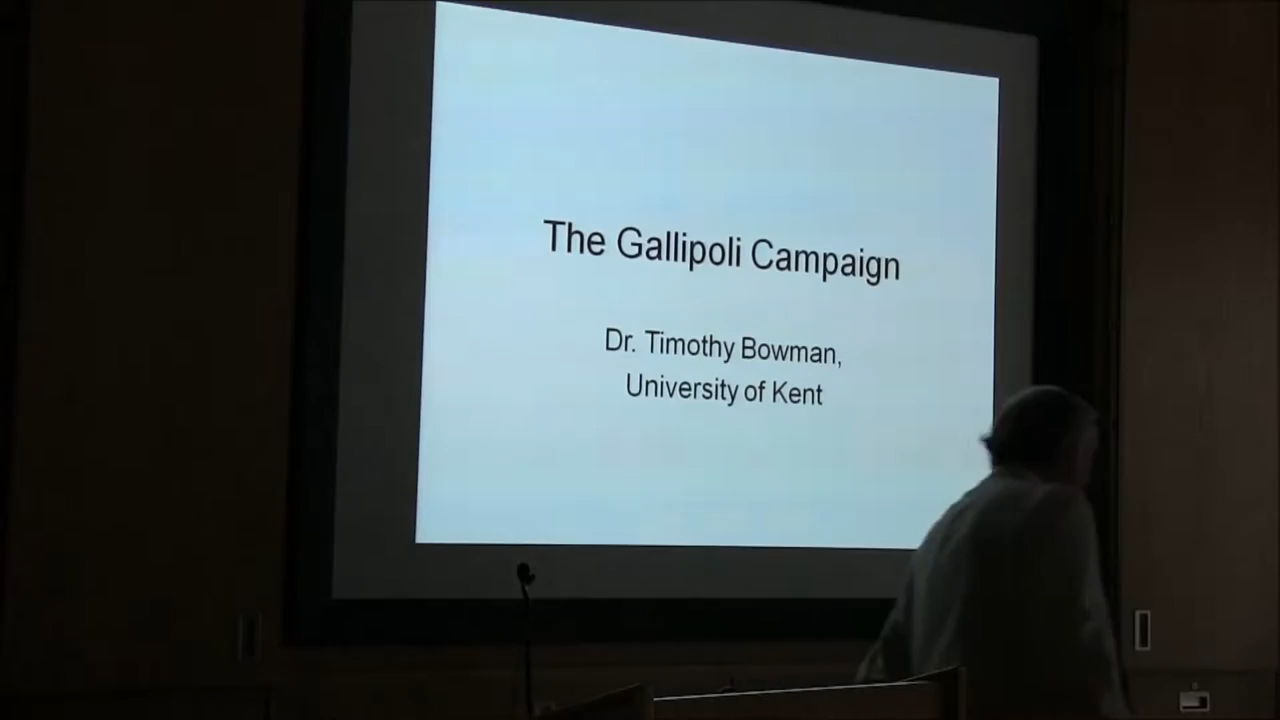 The Gallipoli Campaign
Dr. Timothy Bowman,
University of Kent